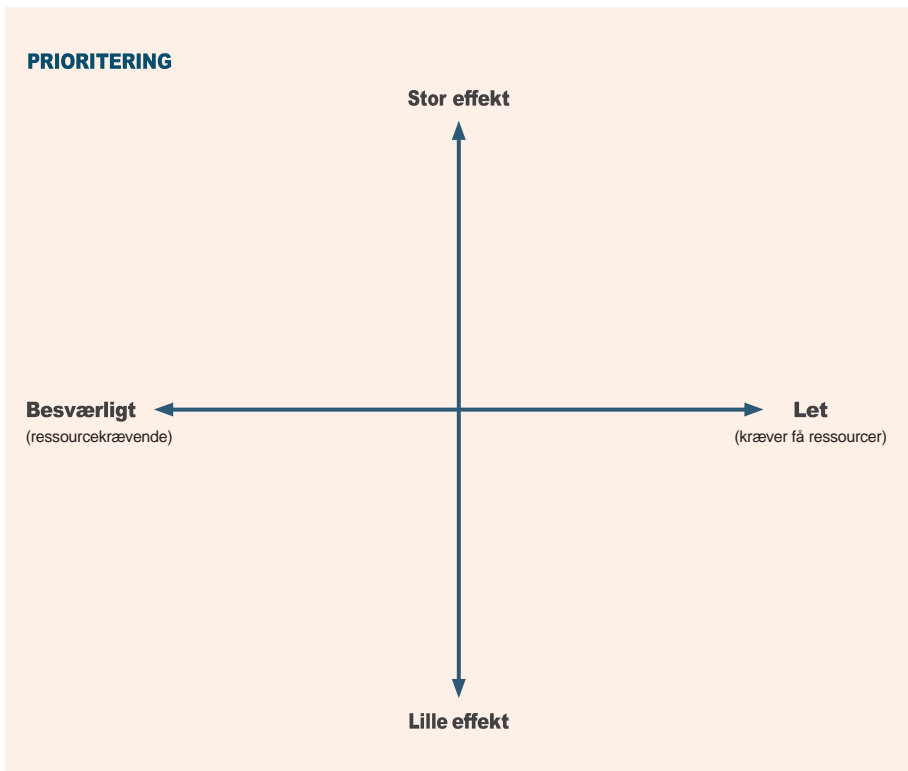 PRIORITERING
Stor effekt
Besværligt
(ressourcekrævende)
Let
(kræver få ressourcer)
Lille effekt